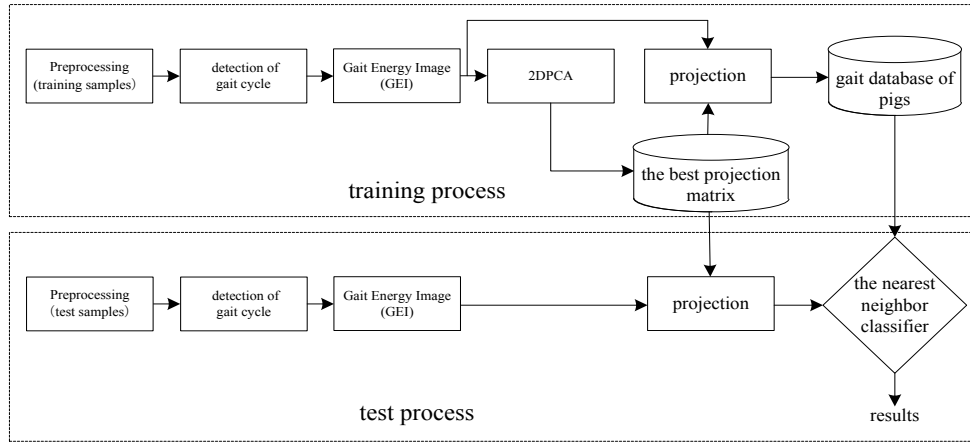 Preprocessing
(training samples)
detection of
gait cycle
Gait Energy Image
(GEI)
2DPCA
projection
gait database of
pigs
the best projection
matrix
training process
Preprocessing
(test samples)
detection of
gait cycle
Gait Energy Image
(GEI)
projection
the nearest
neighbor
classifier
results
test process